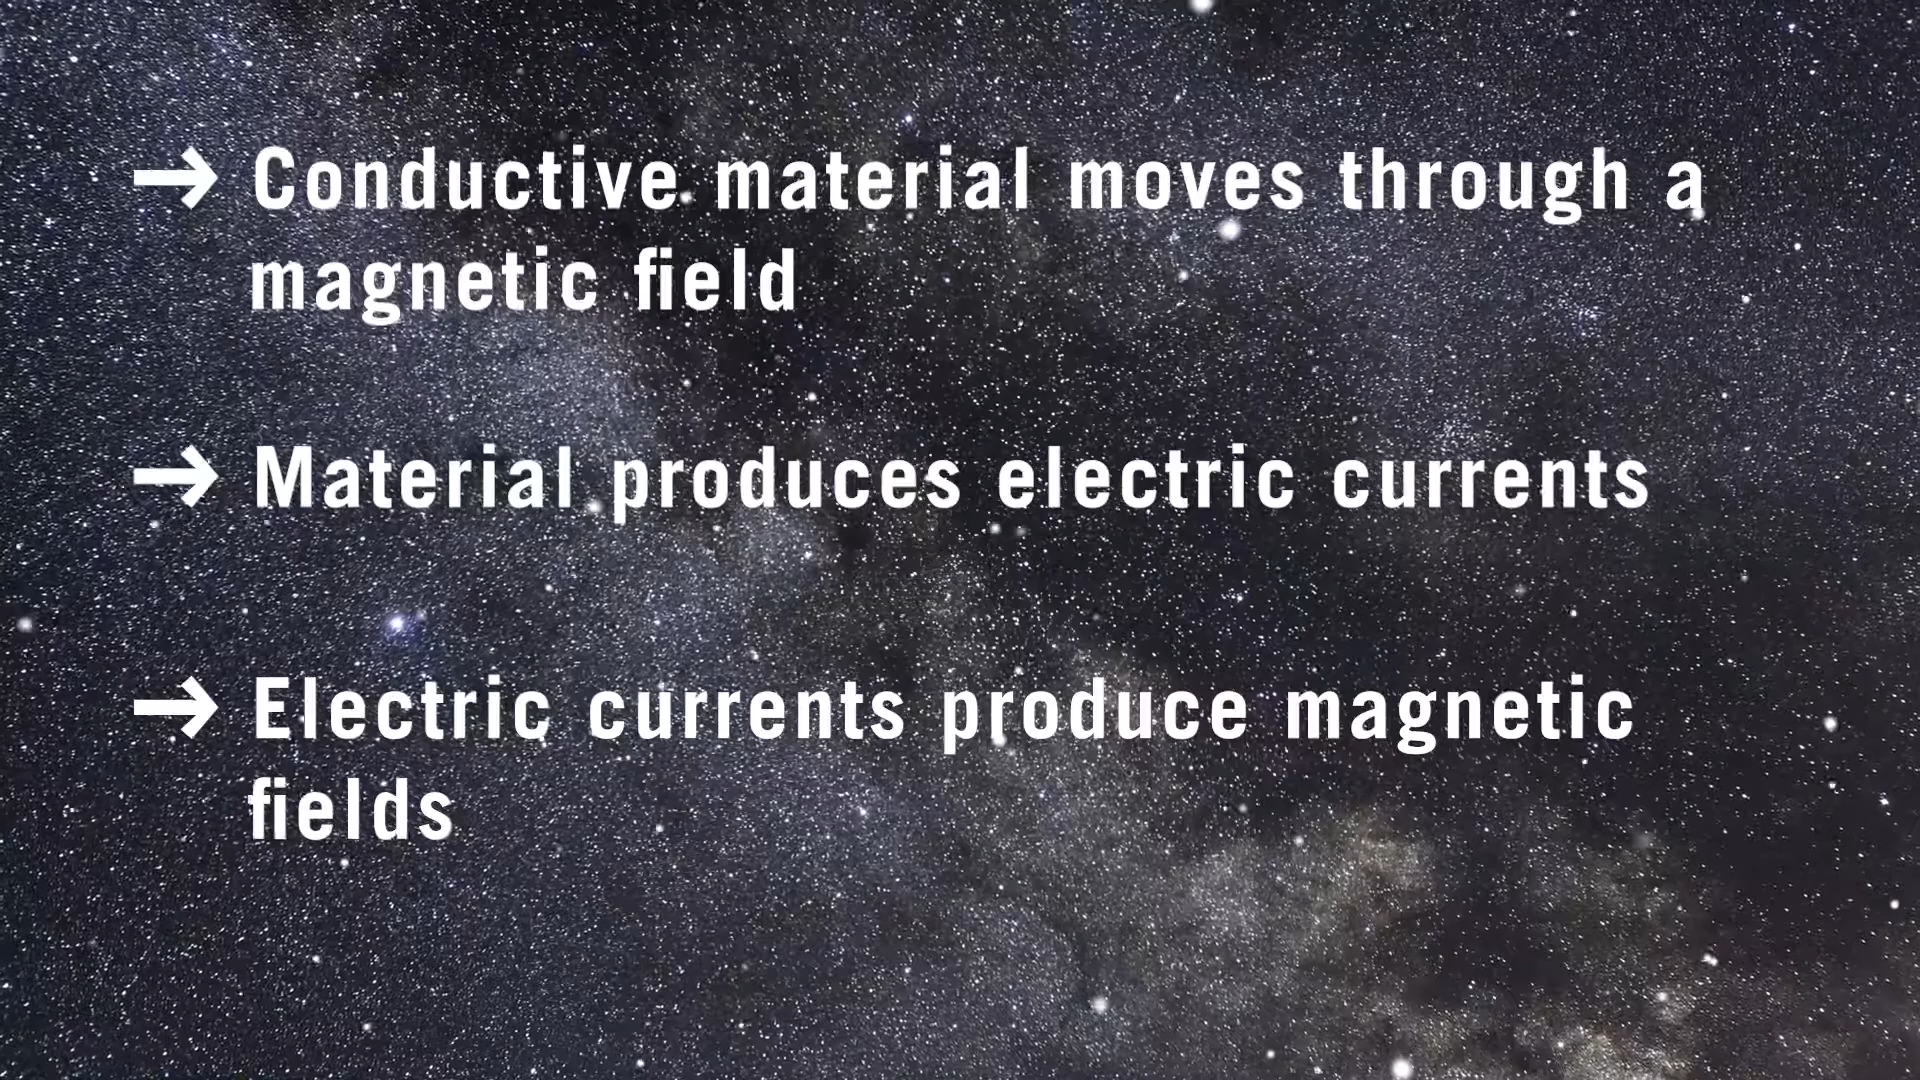 → Conductive material moves through a
magnetic field
→ Material produces electric currents
→ Electric currents produce magnetic
fields